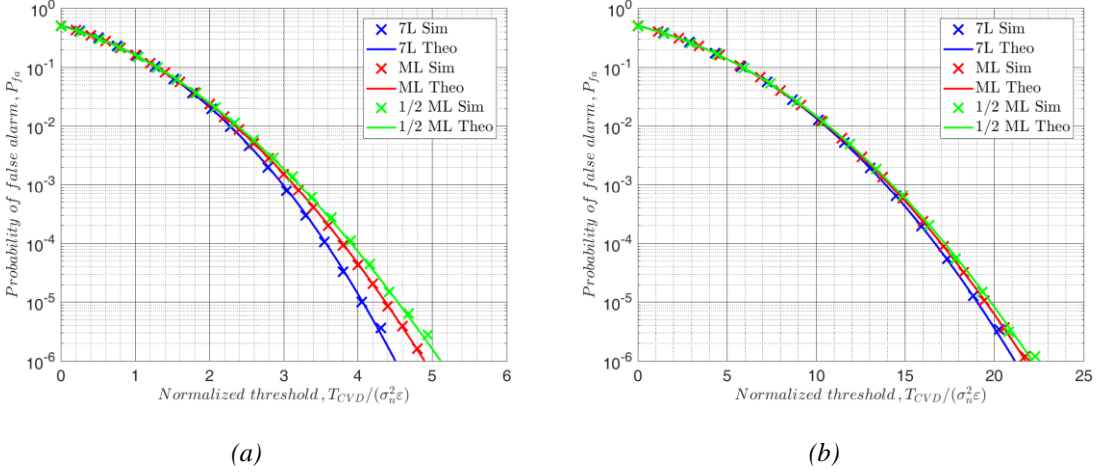 10^0
10^-1
10^-2
10^-3
10^-4
10^-5
10^-6
Probability of false alarm, P_fa
0 1 2 3 4 5 6
Normalized threshold, T_CVD/(σ_n^2 ε)
7L Sim
7L Theo
ML Sim
ML Theo
1/2 ML Sim
1/2 ML Theo
(a)
10^0
10^-1
10^-2
10^-3
10^-4
10^-5
10^-6
Probability of false alarm, P_fa
0 5 10 15 20 25
Normalized threshold, T_CVD/(σ_n^2 ε)
7L Sim
7L Theo
ML Sim
ML Theo
1/2 ML Sim
1/2 ML Theo
(b)